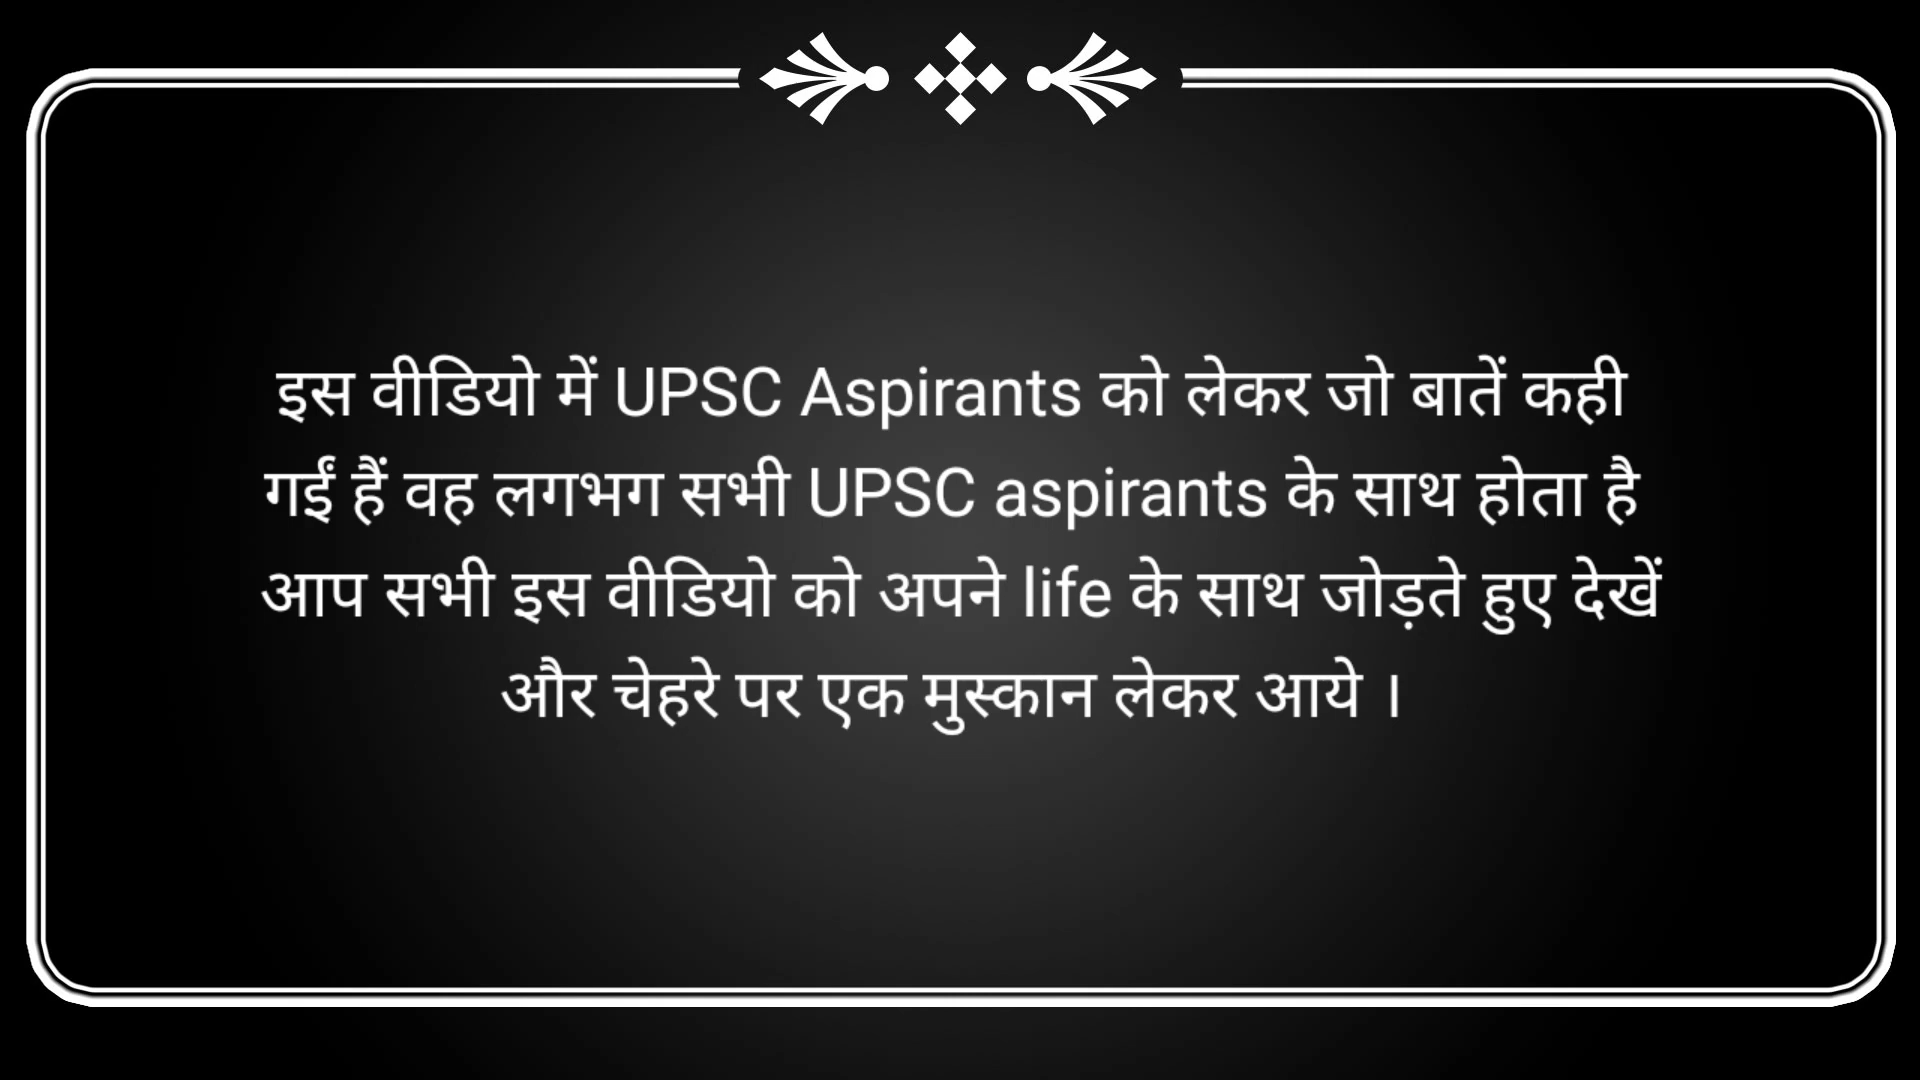 इस वीडियो में UPSC Aspirants को लेकर जो बातें कही
गईं हैं वह लगभग सभी UPSC aspirants के साथ होता है
आप सभी इस वीडियो को अपने life के साथ जोड़ते हुए देखें
और चेहरे पर एक मुस्कान लेकर आये ।